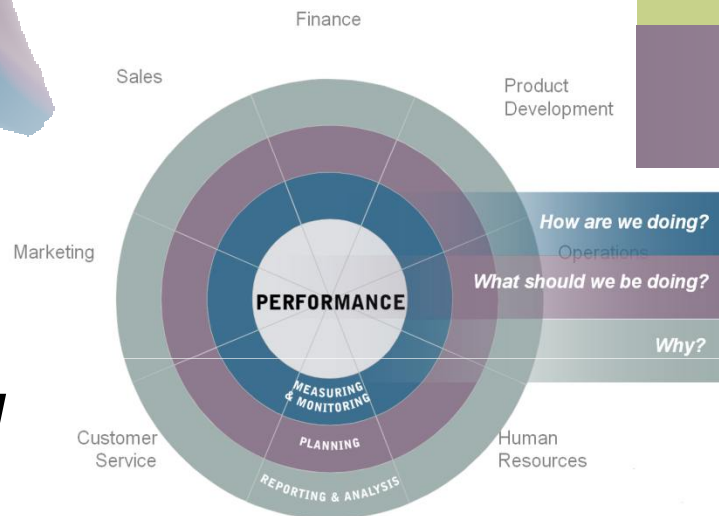 Finance
Sales
Product
Development
How are we doing?
Marketing
Operations
What should we be doing?
PERFORMANCE
Why?
MEASURING
& MONITORING
PLANNING
Customer
Service
Human
Resources
REPORTING & ANALYSIS